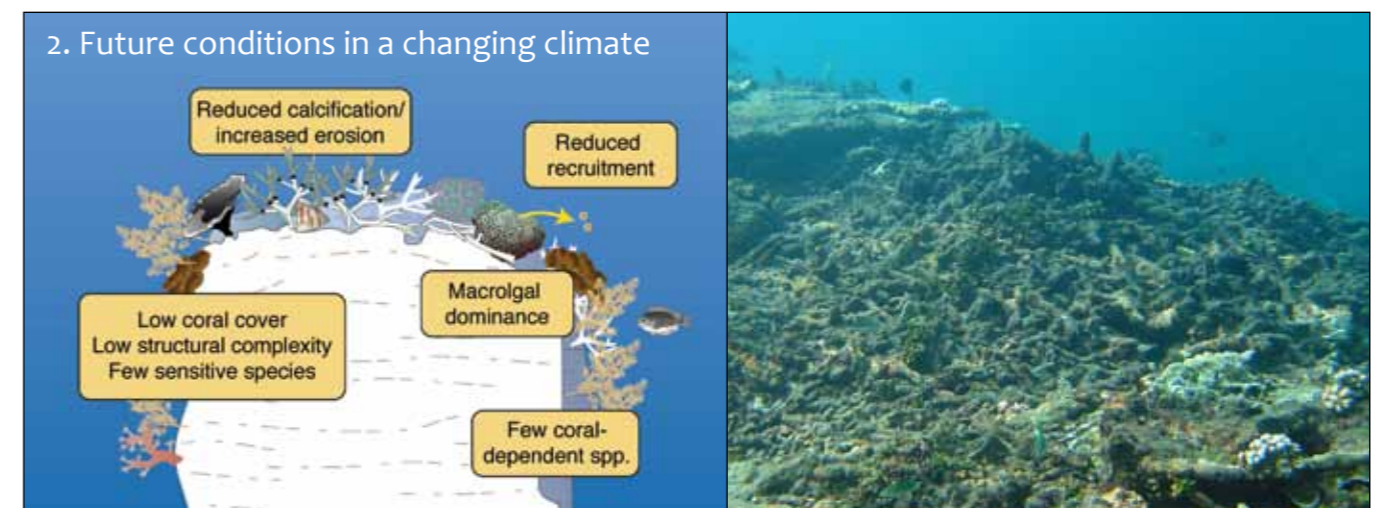 2. Future conditions in a changing climate
Reduced calcification/
increased erosion
Reduced
recruitment
Macrolgal
dominance
Low coral cover
Low structural complexity
Few sensitive species
Few coral-
dependent spp.